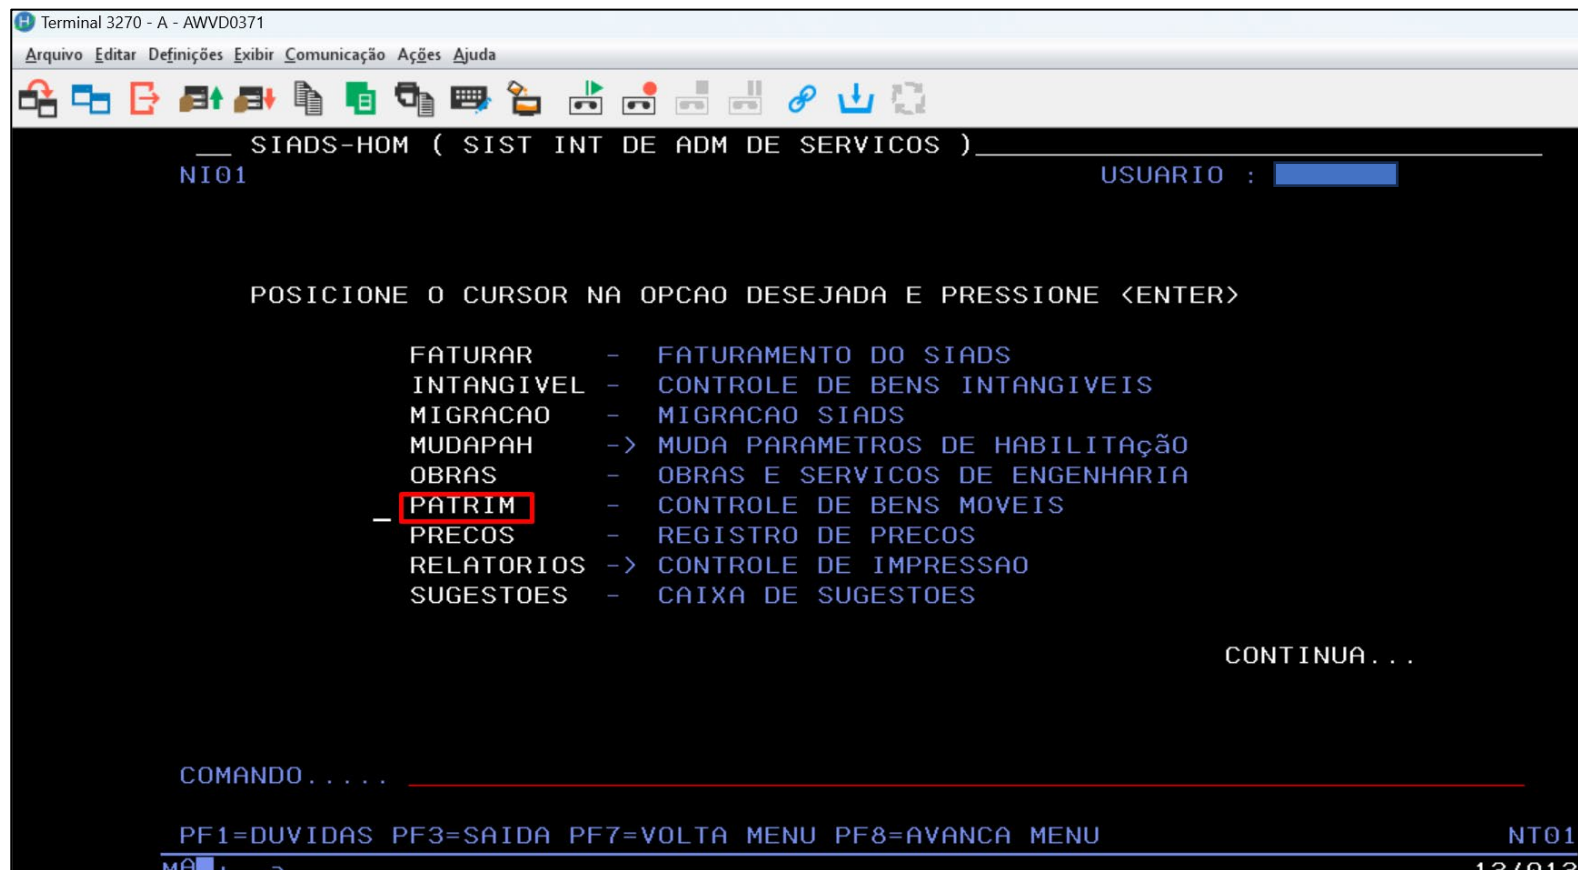 Terminal 3270 - A - AWVD0371
Arquivo Editar Definições Exibir Comunicação Ações Ajuda
__ SIADS-HOM ( SIST INT DE ADM DE SERVICOS )
NI01 USUARIO :
POSICIONE O CURSOR NA OPCAO DESEJADA E PRESSIONE <ENTER>
FATURAR - FATURAMENTO DO SIADS
INTANGIVEL - CONTROLE DE BENS INTANGIVEIS
MIGRACAO - MIGRACAO SIADS
MUDAPAH -> MUDA PARAMETROS DE HABILITAçãO
OBRAS - OBRAS E SERVICOS DE ENGENHARIA
_ PATRIM - CONTROLE DE BENS MOVEIS
PRECOS - REGISTRO DE PRECOS
RELATORIOS -> CONTROLE DE IMPRESSAO
SUGESTOES - CAIXA DE SUGESTOES
CONTINUA...
COMANDO.....
PF1=DUVIDAS PF3=SAIDA PF7=VOLTA MENU PF8=AVANCA MENU NT01